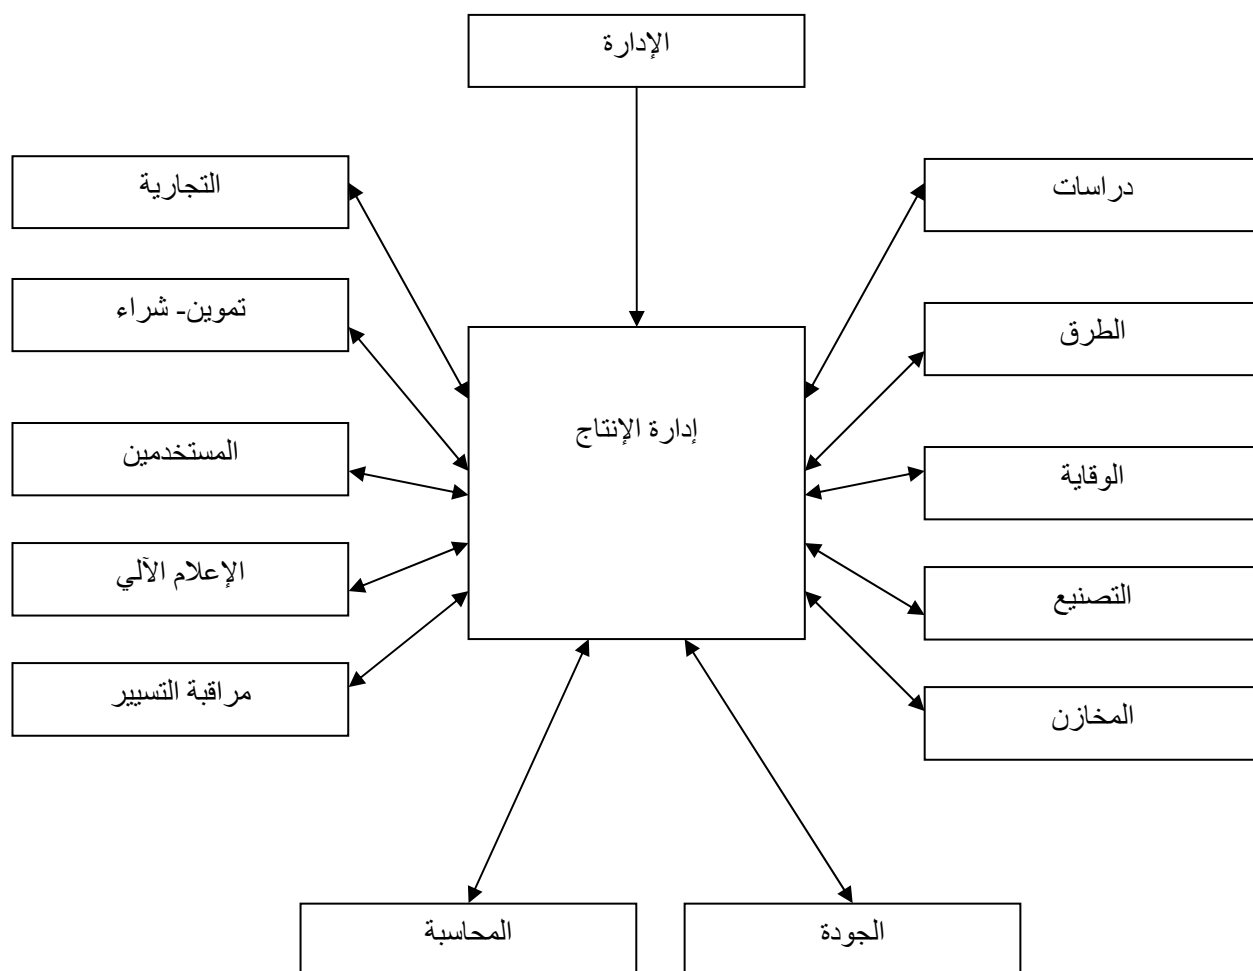 الإدارة
دراسات
التجارية
تموين- شراء
الطرق
إدارة الإنتاج
المستخدمين
الوقاية
الإعلام الآلي
التصنيع
مراقبة التسيير
المخازن
الجودة
المحاسبة